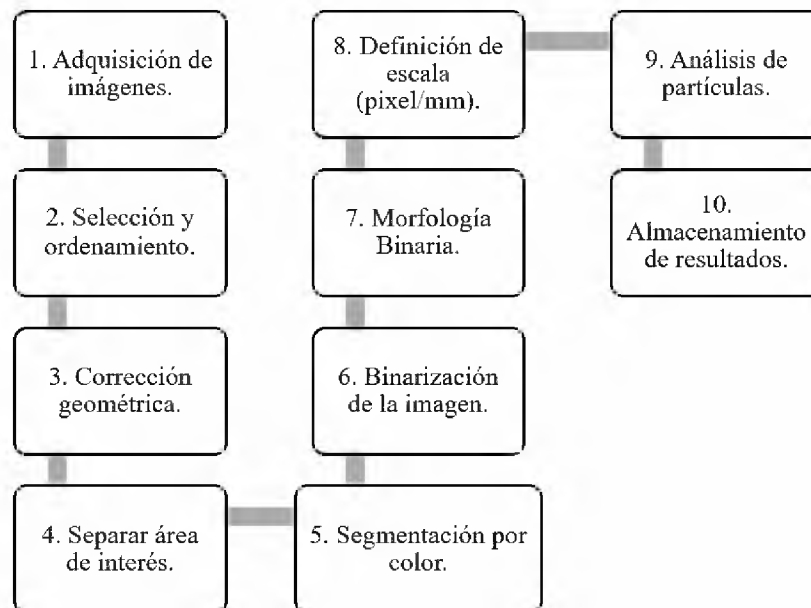 1. Adquisición de
imágenes.
2. Selección y
ordenamiento.
3. Corrección
geométrica.
4. Separar área
de interés.
5. Segmentación por
color.
6. Binarización
de la imagen.
7. Morfología
Binaria.
8. Definición de
escala
(pixel/mm).
9. Análisis de
partículas.
10.
Almacenamiento
de resultados.